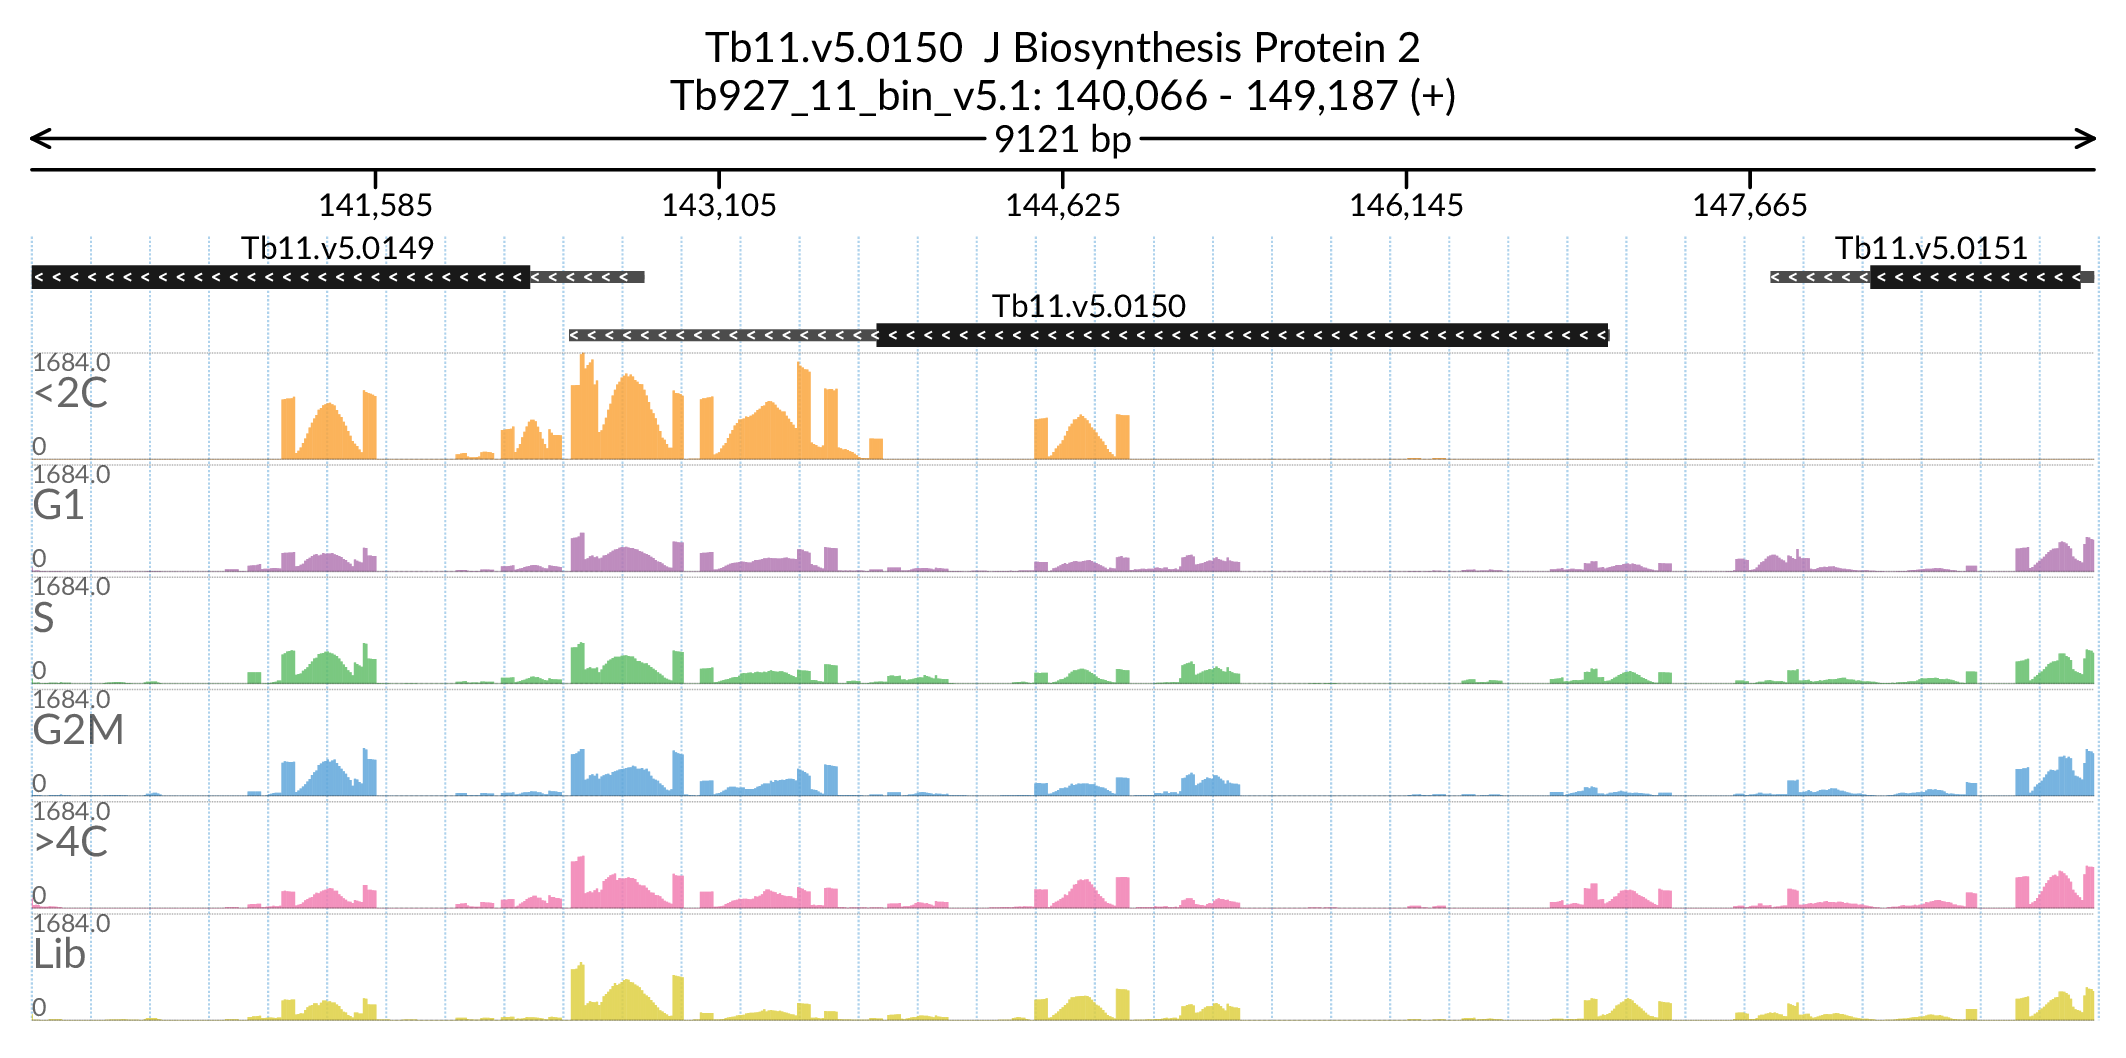 Tb11.v5.0150 J Biosynthesis Protein 2
Tb927_11_bin_v5.1: 140,066 - 149,187 (+)
9121 bp
141,585 143,105 144,625 146,145 147,665
Tb11.v5.0149 Tb11.v5.0151
Tb11.v5.0150
1684.0
<2C
0
1684.0
G1
0
1684.0
S
0
1684.0
G2M
0
1684.0
>4C
0
1684.0
Lib
0